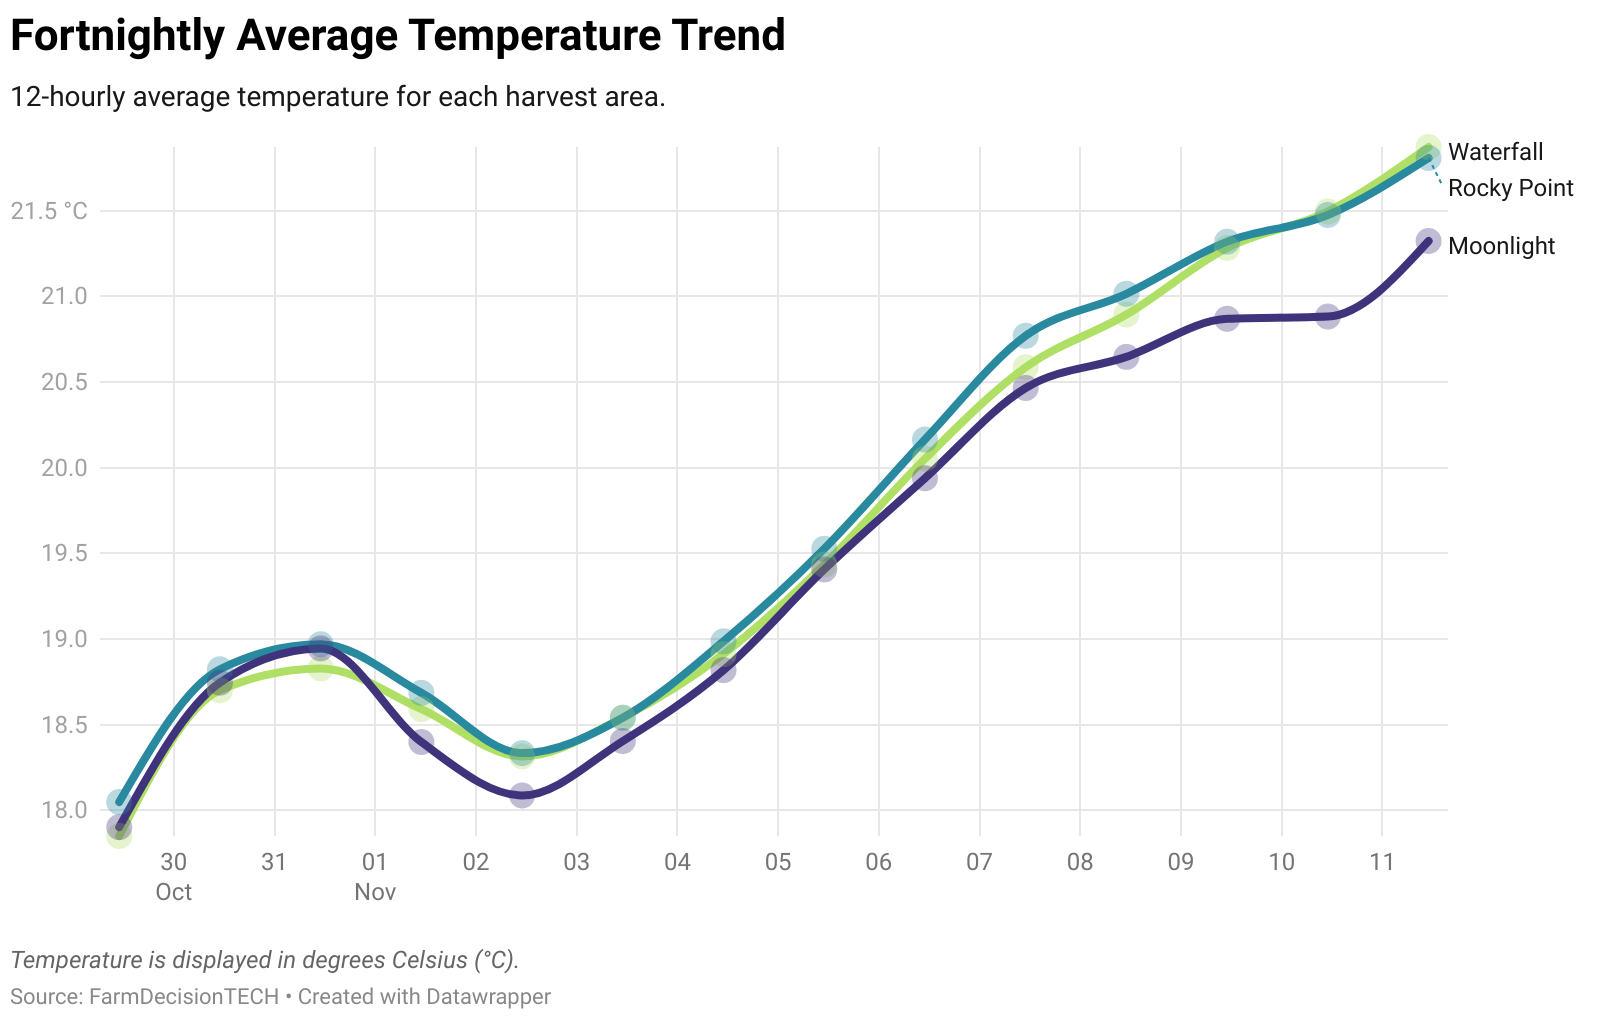 Fortnightly Average Temperature Trend
12-hourly average temperature for each harvest area.
Waterfall
Rocky Point
21.5 °C
Moonlight
21.0
20.5
20.0
19.5
19.0
18.5
18.0
30 31 01 02 03 04 05 06 07 08 09 10 11
Oct Nov
Temperature is displayed in degrees Celsius (°C).
Source: FarmDecisionTECH • Created with Datawrapper